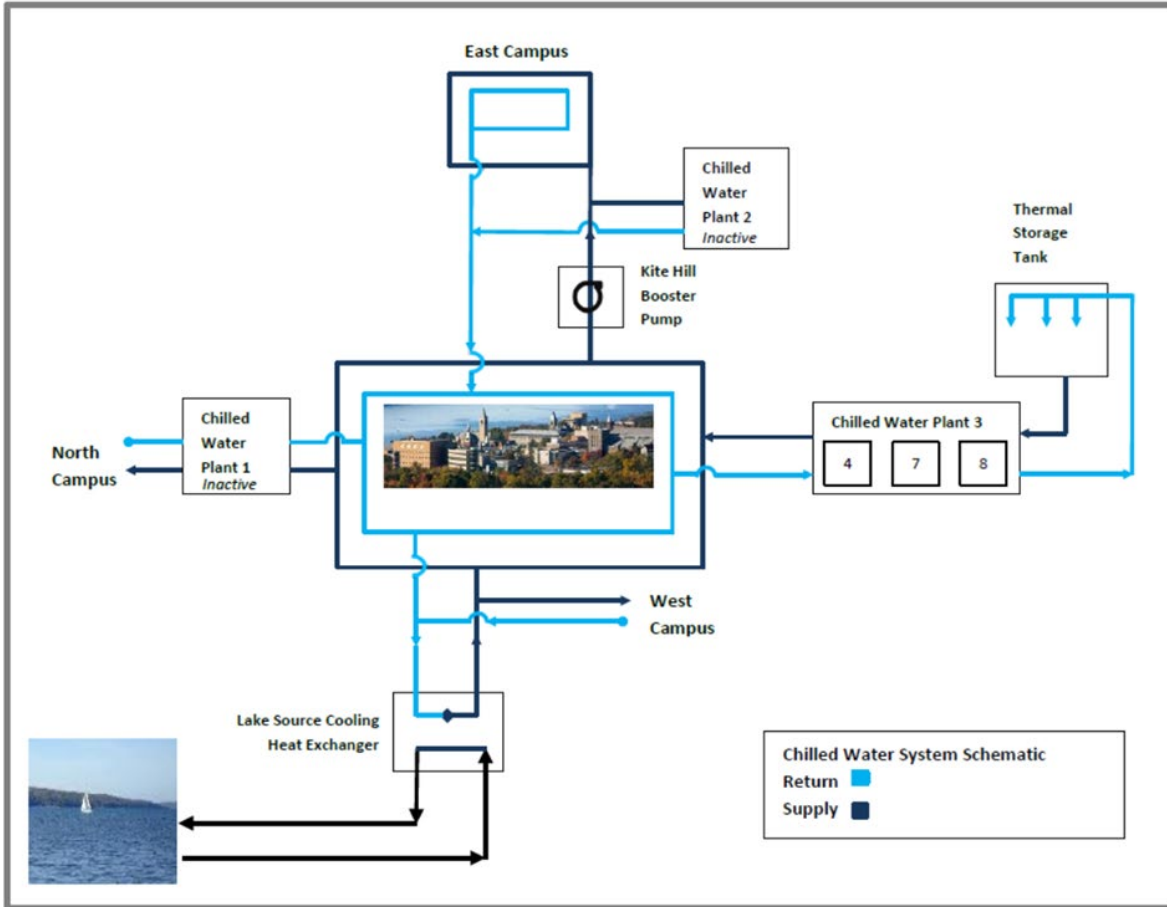 East Campus
Chilled
Water
Plant 2
Inactive
Thermal
Storage
Tank
Kite Hill
Booster
Pump
Chilled
Water
Plant 1
Inactive
North
Campus
Chilled Water Plant 3
4 7 8
West
Campus
Lake Source Cooling
Heat Exchanger
Chilled Water System Schematic
Return
Supply